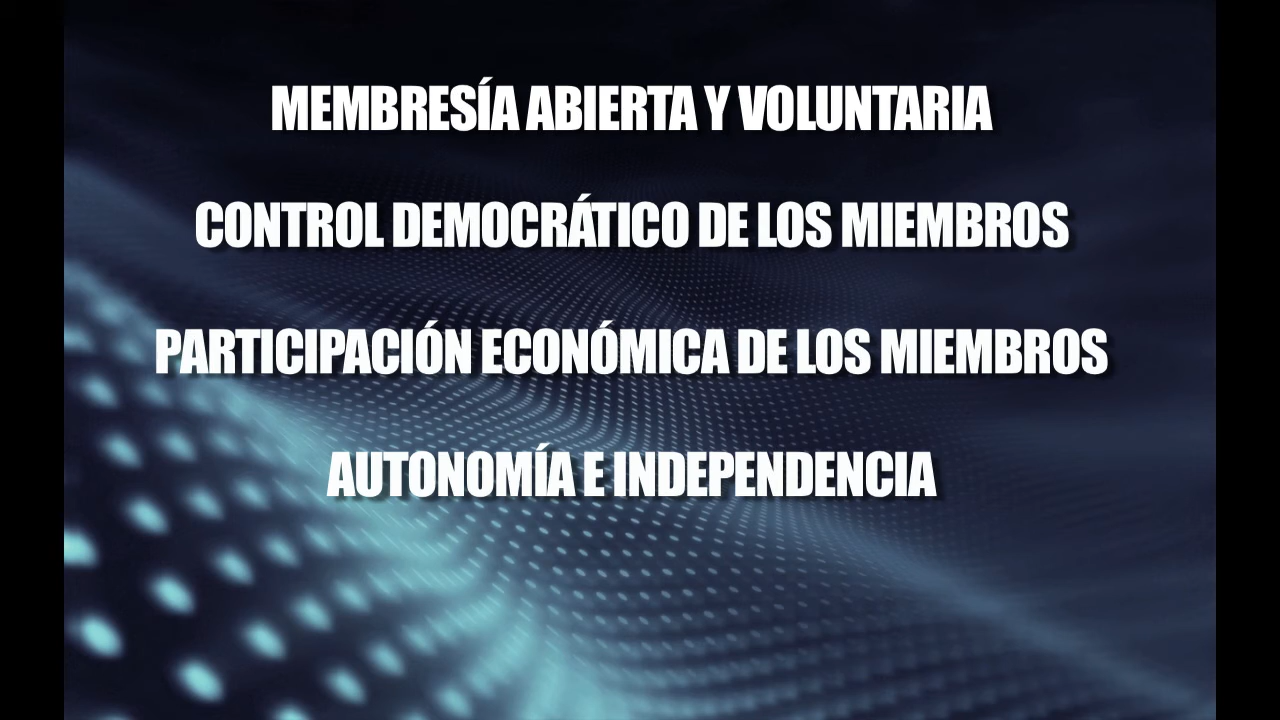 MEMBRESÍA ABIERTA Y VOLUNTARIA
CONTROL DEMOCRÁTICO DE LOS MIEMBROS
PARTICIPACIÓN ECONÓMICA DE LOS MIEMBROS
AUTONOMÍA E INDEPENDENCIA